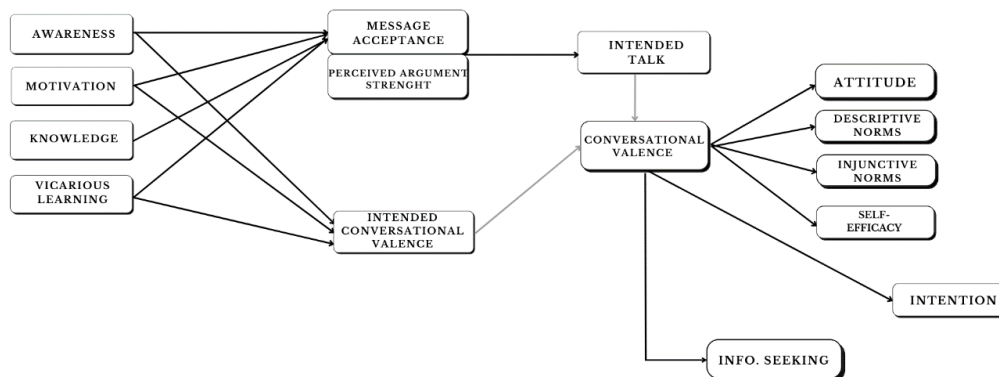 AWARENESS
MOTIVATION
KNOWLEDGE
VICARIOUS
LEARNING
MESSAGE
ACCEPTANCE
PERCEIVED ARGUMENT
STRENGHT
INTENDED
CONVERSATIONAL
VALENCE
INTENDED
TALK
CONVERSATIONAL
VALENCE
ATTITUDE
DESCRIPTIVE
NORMS
INJUNCTIVE
NORMS
SELF-
EFFICACY
INTENTION
INFO. SEEKING